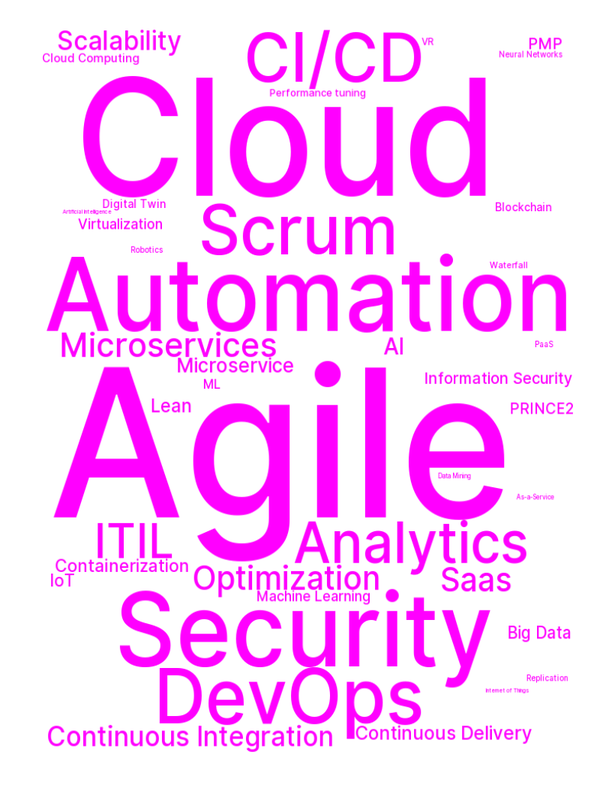 Scalability
CI/CD
VR
PMP
Cloud Computing
Neural Networks
Performance tuning
Cloud
Digital Twin
Artificial Intelligence
Blockchain
Virtualization
Scrum
Robotics
Automation
Waterfall
Microservices
AI
PaaS
Microservice
ML
Information Security
Lean
PRINCE2
Agile
Data Mining
As-a-Service
ITIL
Analytics
Containerization
IoT
Optimization
Saas
Machine Learning
Security
Big Data
Replication
Internet of Things
DevOps
Continuous Integration
Continuous Delivery